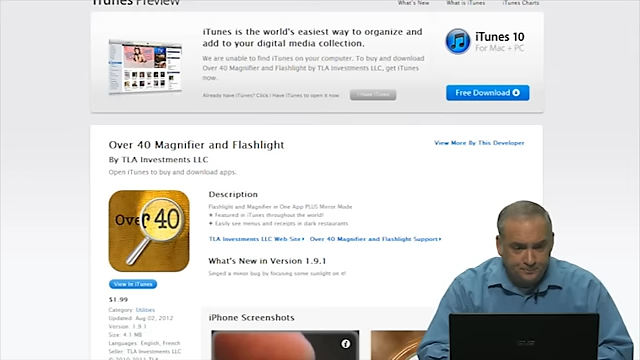 iTunes Preview
What's New
What is iTunes
iTunes Charts
iTunes is the world's easiest way to organize and
add to your digital media collection.
We are unable to find iTunes on your computer. To buy and download
Over 40 Magnifier and Flashlight by TLA Investments LLC, get iTunes
now.
Already have iTunes? Click I Have iTunes to open it now.
I Have iTunes
iTunes 10
For Mac + PC
Free Download
Over 40 Magnifier and Flashlight
View More By This Developer
By TLA Investments LLC
Open iTunes to buy and download apps.
Over 40
Description
Flashlight and Magnifier in One App PLUS Mirror Mode
★ Featured in iTunes throughout the world!
★ Easily see menus and receipts in dark restaurants
TLA Investments LLC Web Site
Over 40 Magnifier and Flashlight Support
What's New in Version 1.9.1
Singed a minor bug by focusing some sunlight on it!
View In iTunes
$1.99
Category: Utilities
Updated: Aug 02, 2012
Version: 1.9.1
Size: 4.1 MB
Languages: English, French
Seller: TLA Investments LLC
iPhone Screenshots